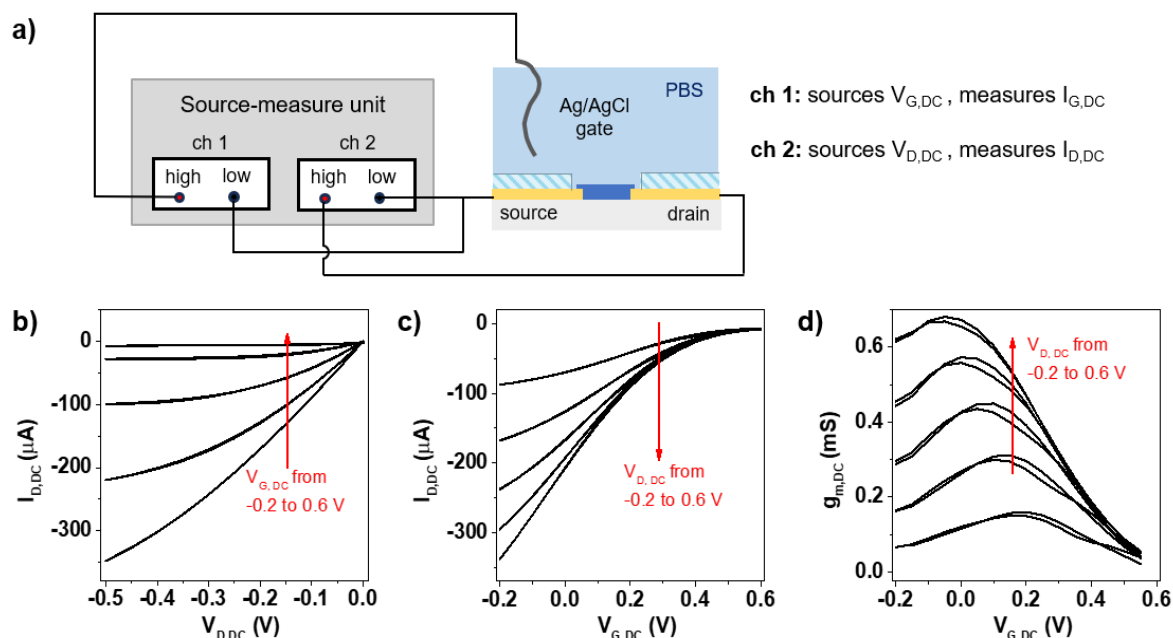 a)
Source-measure unit
ch 1
ch 2
high
low
high
low
Ag/AgCl
gate
PBS
source
drain
ch 1: sources V_G,DC , measures I_G,DC
ch 2: sources V_D,DC , measures I_D,DC
b)
I_D,DC (μA)
0
-100
-200
-300
V_G, DC from
-0.2 to 0.6 V
-0.5
-0.4
-0.3
-0.2
-0.1
0.0
V_D,DC (V)
c)
I_D,DC (μA)
0
-100
-200
-300
V_D, DC from
-0.2 to 0.6 V
-0.2
0.0
0.2
0.4
0.6
V_G,DC (V)
d)
g_m,DC (mS)
0.6
0.4
0.2
0.0
V_D, DC from
-0.2 to 0.6 V
-0.2
0.0
0.2
0.4
0.6
V_G,DC (V)